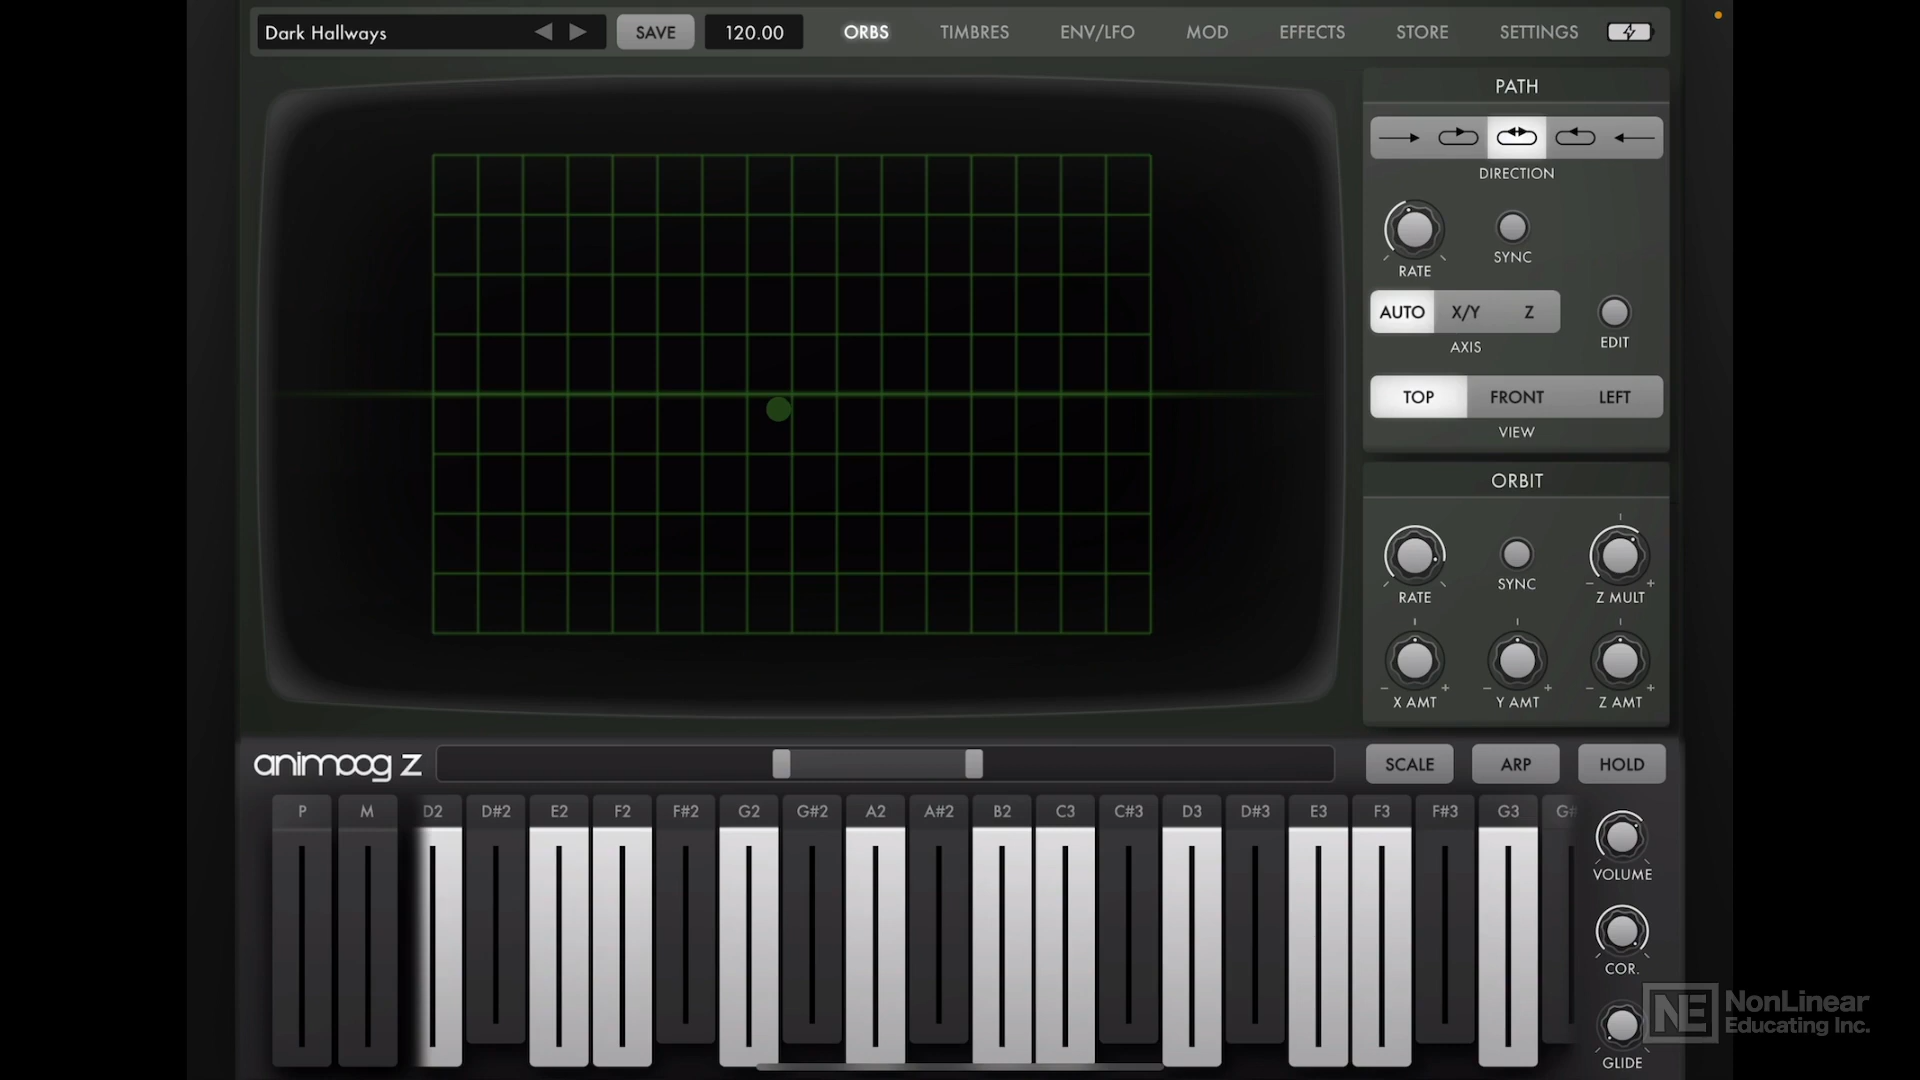 Dark Hallways
SAVE
120.00
ORBS
TIMBRES
ENV/LFO
MOD
EFFECTS
STORE
SETTINGS
PATH
DIRECTION
RATE
SYNC
AUTO
X/Y
Z
AXIS
EDIT
TOP
FRONT
LEFT
VIEW
ORBIT
RATE
SYNC
Z MULT
X AMT
Y AMT
Z AMT
animoog Z
SCALE
ARP
HOLD
P
M
D2
D#2
E2
F2
F#2
G2
G#2
A2
A#2
B2
C3
C#3
D3
D#3
E3
F3
F#3
G3
G#
VOLUME
COR.
GLIDE
NE
NonLinear
Educating Inc.